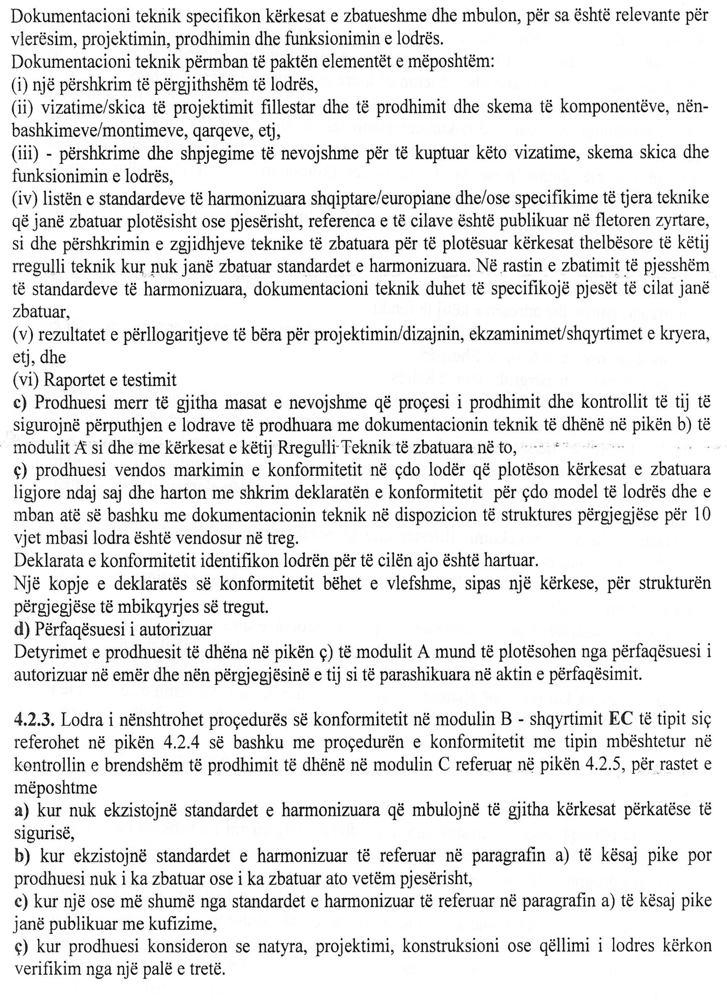 Dokumentacioni teknik specifikon kërkesat e zbatueshme dhe mbulon, për sa është relevante për
vlerësim, projektimin, prodhimin dhe funksionimin e lodrës.
Dokumentacioni teknik përmban të paktën elementët e mëposhtëm:
(i) një përshkrim të përgjithshëm të lodrës,
(ii) vizatime/skica të projektimit fillestar dhe të prodhimit dhe skema të komponentëve, nën-
bashkimeve/montimeve, qarqeve, etj,
(iii) - përshkrime dhe shpjegime të nevojshme për të kuptuar këto vizatime, skema skica dhe
funksionimin e lodrës,
(iv) listën e standardeve të harmonizuara shqiptare/europiane dhe/ose specifikime të tjera teknike
që janë zbatuar plotësisht ose pjesërisht, referenca e të cilave është publikuar në fletoren zyrtare,
si dhe përshkrimin e zgjidhjeve teknike të zbatuara për të plotësuar kërkesat thelbësore të këtij
rregulli teknik kur nuk janë zbatuar standardet e harmonizuara. Në rastin e zbatimit të pjesshëm
të standardeve të harmonizuara, dokumentacioni teknik duhet të specifikojë pjesët të cilat janë
zbatuar,
(v) rezultatet e përllogaritjeve të bëra për projektimin/dizajnin, ekzaminimet/shqyrtimet e kryera,
etj, dhe
(vi) Raportet e testimit
c) Prodhuesi merr të gjitha masat e nevojshme që proçesi i prodhimit dhe kontrollit të tij të
sigurojnë përputhjen e lodrave të prodhuara me dokumentacionin teknik të dhënë në pikën b) të
modulit A si dhe me kërkesat e këtij Rregulli Teknik të zbatuara në to,
ç) prodhuesi vendos markimin e konformitetit në çdo lodër që plotëson kërkesat e zbatuara
ligjore ndaj saj dhe harton me shkrim deklaratën e konformitetit për çdo model të lodrës dhe e
mban atë së bashku me dokumentacionin teknik në dispozicion të struktures përgjegjëse për 10
vjet mbasi lodra është vendosur në treg.
Deklarata e konformitetit identifikon lodrën për të cilën ajo është hartuar.
Një kopje e deklaratës së konformitetit bëhet e vlefshme, sipas një kërkese, për strukturën
përgjegjëse të mbikqyrjes së tregut.
d) Përfaqësuesi i autorizuar
Detyrimet e prodhuesit të dhëna në pikën ç) të modulit A mund të plotësohen nga përfaqësuesi i
autorizuar në emër dhe nën përgjegjësinë e tij si të parashikuara në aktin e përfaqësimit.
4.2.3. Lodra i nënshtrohet proçedurës së konformitetit në modulin B - shqyrtimit EC të tipit siç
referohet në pikën 4.2.4 së bashku me proçedurën e konformitetit me tipin mbështetur në
kontrollin e brendshëm të prodhimit të dhënë në modulin C referuar në pikën 4.2.5, për rastet e
mëposhtme
a) kur nuk ekzistojnë standardet e harmonizuara që mbulojnë të gjitha kërkesat përkatëse të
sigurisë,
b) kur ekzistojnë standardet e harmonizuar të referuar në paragrafin a) të kësaj pike por
prodhuesi nuk i ka zbatuar ose i ka zbatuar ato vetëm pjesërisht,
c) kur një ose më shumë nga standardet e harmonizuar të referuar në paragrafin a) të kësaj pike
janë publikuar me kufizime,
ç) kur prodhuesi konsideron se natyra, projektimi, konstruksioni ose qëllimi i lodres kërkon
verifikim nga një palë e tretë.